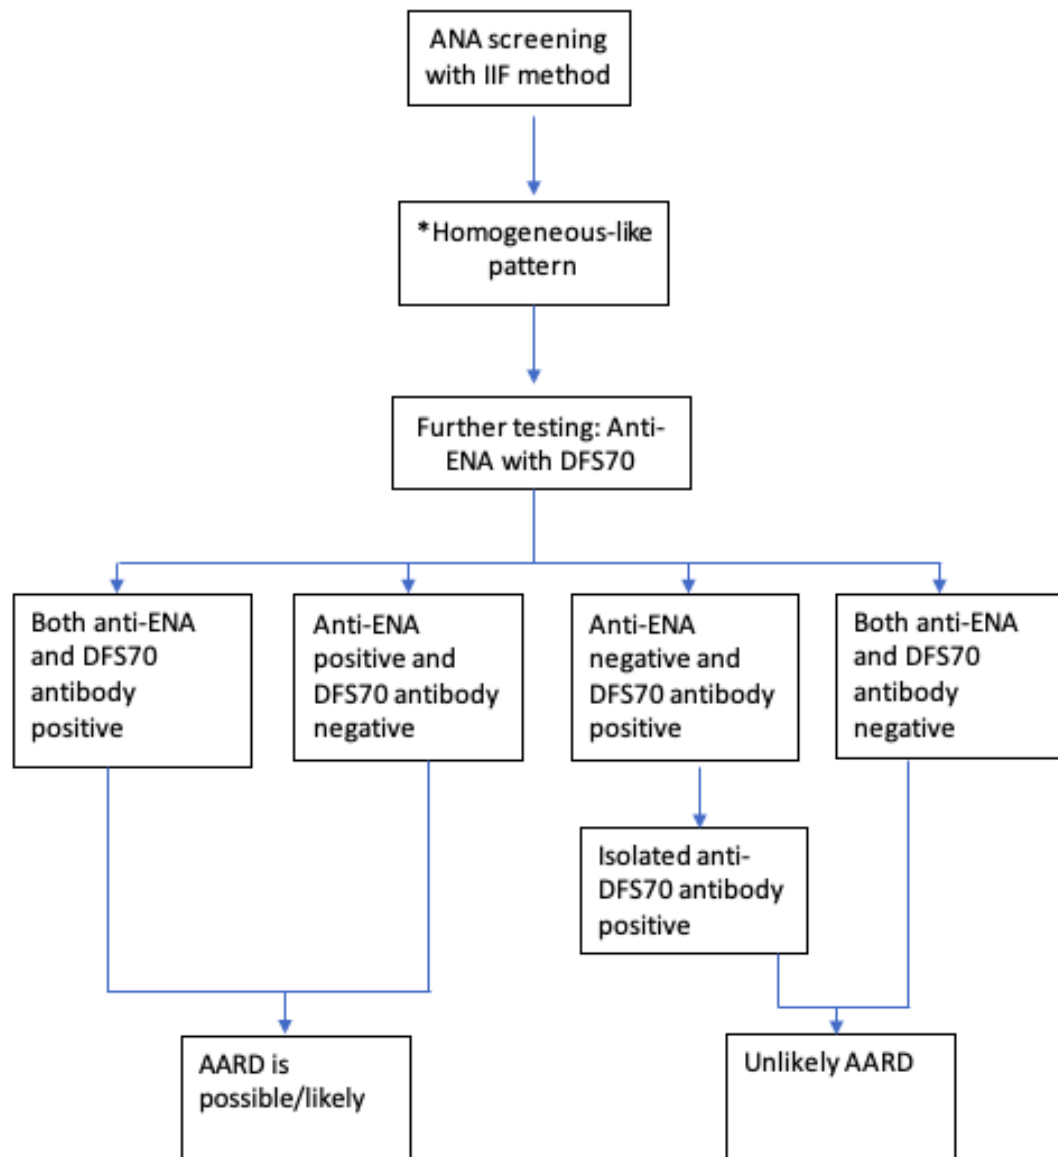 ANA screening
with IIF method
*Homogeneous-like
pattern
Further testing: Anti-
ENA with DFS70
Both anti-ENA
and DFS70
antibody
positive
Anti-ENA
positive and
DFS70 antibody
negative
Anti-ENA
negative and
DFS70 antibody
positive
Both anti-ENA
and DFS70
antibody
negative
Isolated anti-
DFS70 antibody
positive
AARD is
possible/likely
Unlikely AARD